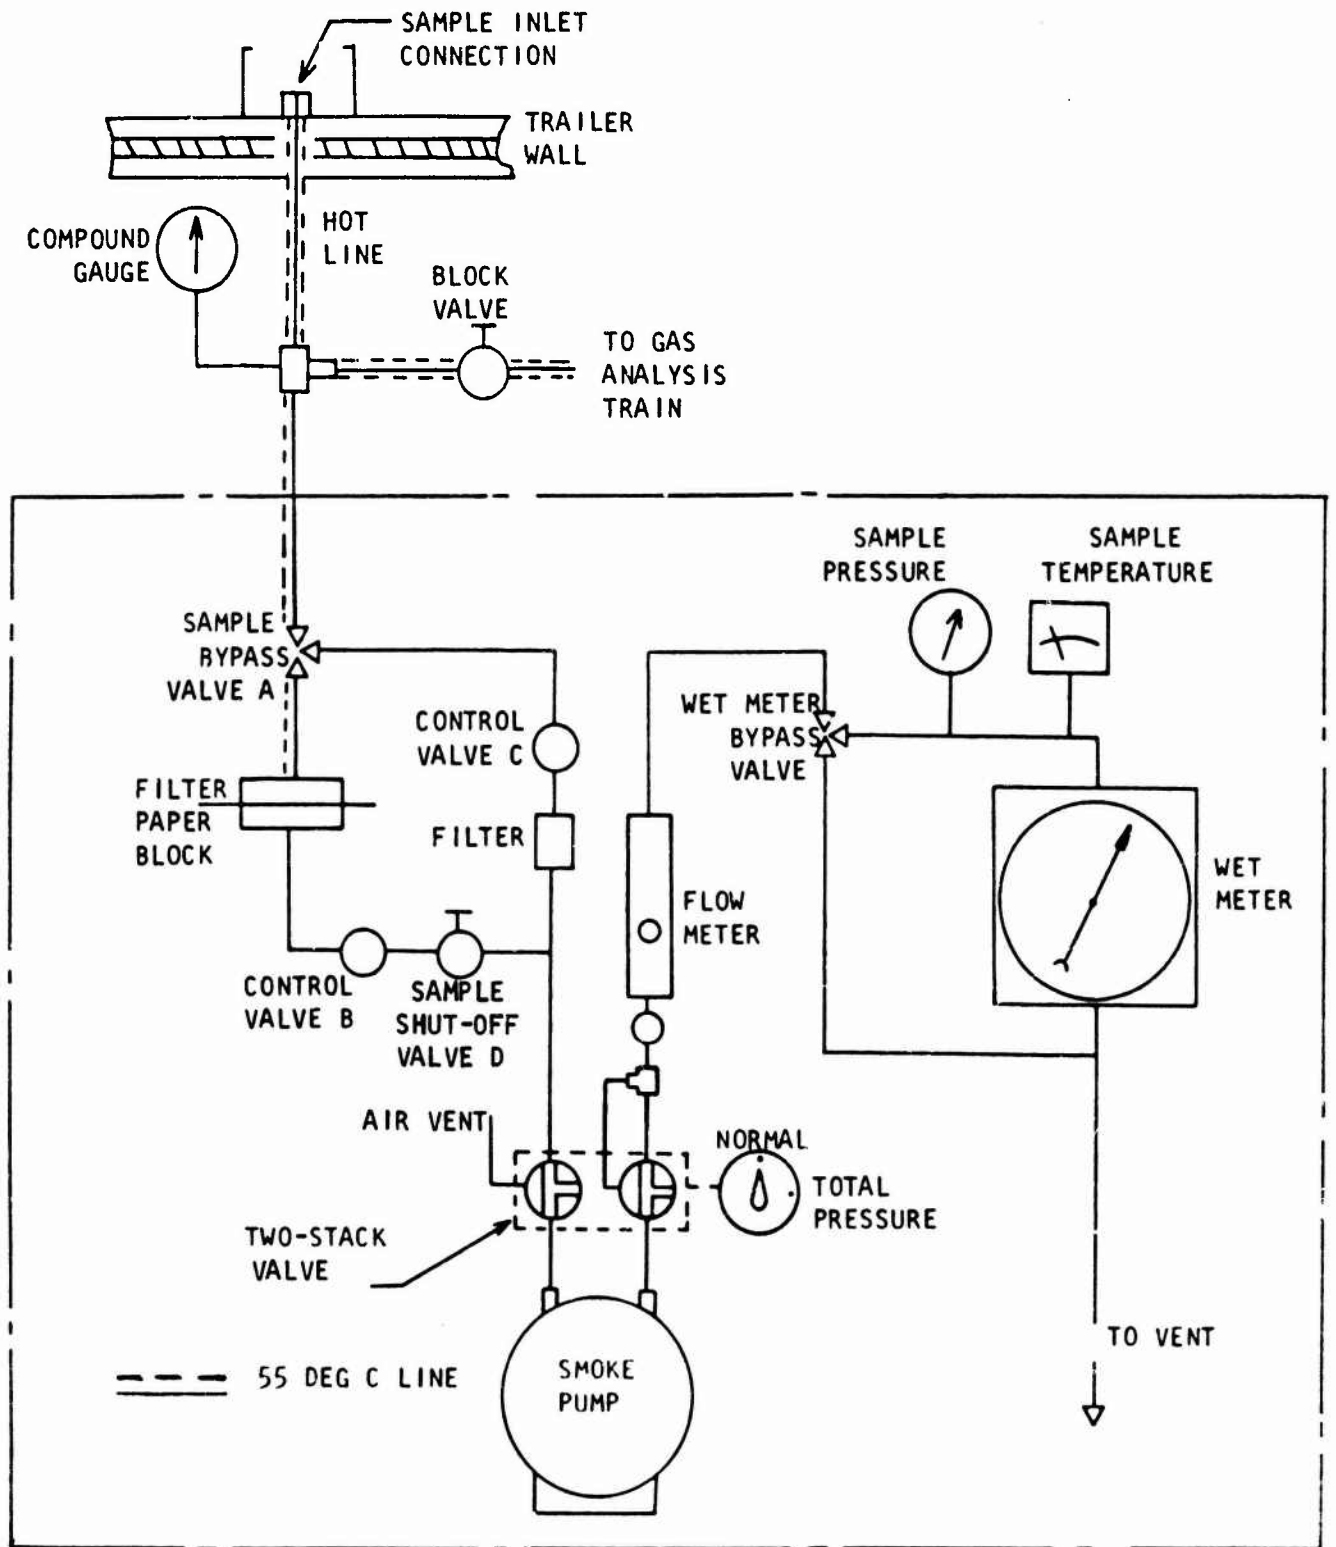 SAMPLE INLET
CONNECTION
TRAILER
WALL
HOT
LINE
COMPOUND
GAUGE
BLOCK
VALVE
TO GAS
ANALYSIS
TRAIN
SAMPLE
PRESSURE
SAMPLE
TEMPERATURE
SAMPLE
BYPASS
VALVE A
WET METER
BYPASS
VALVE
CONTROL
VALVE C
FILTER
PAPER
BLOCK
FILTER
FLOW
METER
WET
METER
CONTROL
VALVE B
SAMPLE
SHUT-OFF
VALVE D
AIR VENT
NORMAL
TOTAL
PRESSURE
TWO-STACK
VALVE
TO VENT
SMOKE
PUMP
55 DEG C LINE